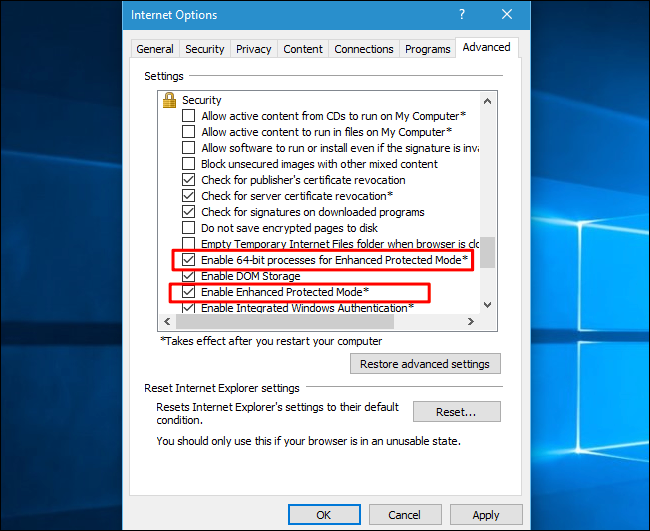 Internet Options
General Security Privacy Content Connections Programs Advanced
Settings
Security
Allow active content from CDs to run on My Computer*
Allow active content to run in files on My Computer*
Allow software to run or install even if the signature is inva
Block unsecured images with other mixed content
Check for publisher's certificate revocation
Check for server certificate revocation*
Check for signatures on downloaded programs
Do not save encrypted pages to disk
Empty Temporary Internet Files folder when browser is clo
Enable 64-bit processes for Enhanced Protected Mode*
Enable DOM Storage
Enable Enhanced Protected Mode*
Enable Integrated Windows Authentication*
*Takes effect after you restart your computer
Restore advanced settings
Reset Internet Explorer settings
Resets Internet Explorer's settings to their default
condition.
Reset...
You should only use this if your browser is in an unusable state.
OK Cancel Apply